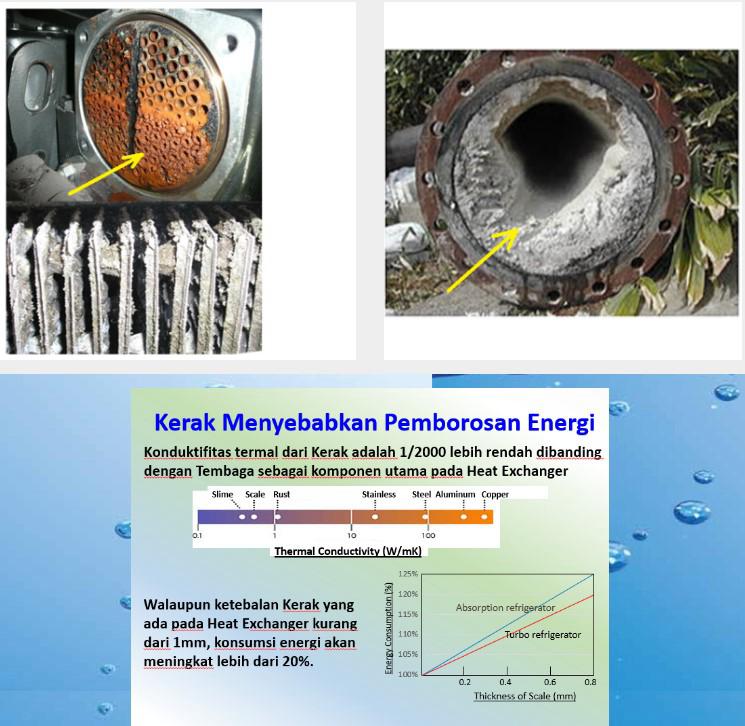 Kerak Menyebabkan Pemborosan Energi
Konduktifitas termal dari Kerak adalah 1/2000 lebih rendah dibanding
dengan Tembaga sebagai komponen utama pada Heat Exchanger
Slime Scale Rust Stainless Steel Aluminum Copper
0.1 1 10 100
Thermal Conductivity (W/mK)
Walaupun ketebalan Kerak yang
ada pada Heat Exchanger kurang
dari 1mm, konsumsi energi akan
meningkat lebih dari 20%.
Energy Consumption (%)
125%
120%
115%
110%
105%
100%
Absorption refrigerator
Turbo refrigerator
0.2 0.4 0.6 0.8
Thickness of Scale (mm)